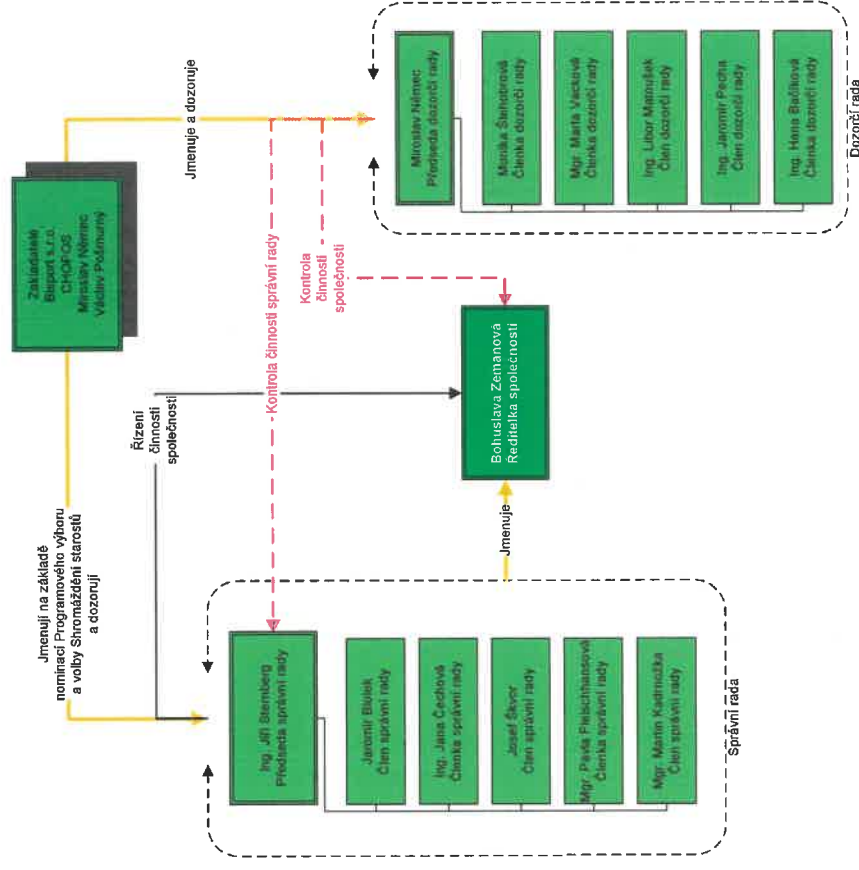 Zakladatelé
Bisport s.r.o.
CHOPOS
Miroslav Němec
Václav Pošmurný
Jmenuje a dozoruje
Jmenují na základě
nominací Programového výboru
a volby Shromáždění starostů
a dozorují
Řízení
činnosti
společnosti
Kontrola činnosti správní rady
Kontrola
činnosti
společnosti
Bohuslava Zemanová
Ředitelka společnosti
Jmenuje
Ing. Jiří Sternberg
Předseda správní rady
Jaromír
Člen správní rady
Ing. Jana Čechová
Členka správní rady
Josef Škvor
Člen správní rady
Mgr. Pavla Fleischhansová
Členka správní rady
Mgr. Martin Kadrnožka
Člen správní rady
Správní rada
Miroslav Němec
Předseda dozorčí rady
Monika
Členka dozorčí rady
Mgr. Marta Vacková
Členka dozorčí rady
Ing. Libor Matoušek
Člen dozorčí rady
Ing. Jaromír Pecha
Člen dozorčí rady
Ing. Hana Bačíková
Členka dozorčí rady
Dozorčí rada